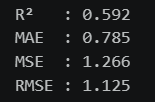 R² : 0.592
MAE : 0.785
MSE : 1.266
RMSE : 1.125